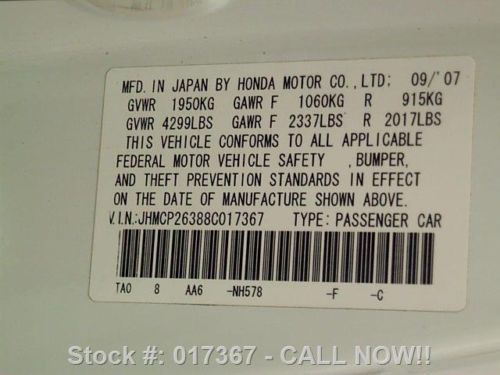 MFD. IN JAPAN BY HONDA MOTOR CO.,LTD: 09/'07
GVWR 1950KG GAWR F 1060KG R 915KG
GVWR 4299LBS GAWR F 2337LBS R 2017LBS
THIS VEHICLE CONFORMS TO ALL APPLICABLE
FEDERAL MOTOR VEHICLE SAFETY ,BUMPER,
AND THEFT PREVENTION STANDARDS IN EFFECT
ON THE DATE OF MANUFACTURE SHOWN ABOVE.
V.I.N:JHMCP26388C017367 TYPE: PASSENGER CAR
TA0 8 AA6 -NH578 -F -C
Stock #: 017367 - CALL NOW!!